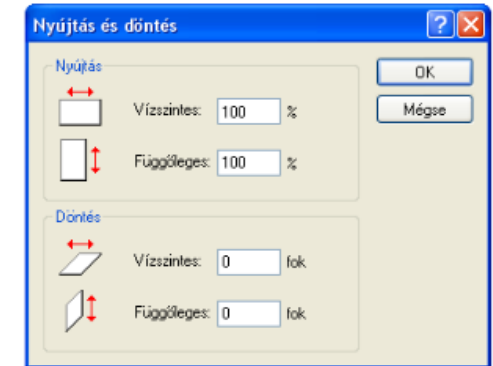 Nyújtás és döntés
Nyújtás
OK
Vízszintes: 100 %
Mégse
Függőleges: 100 %
Döntés
Vízszintes: 0 fok
Függőleges: 0 fok